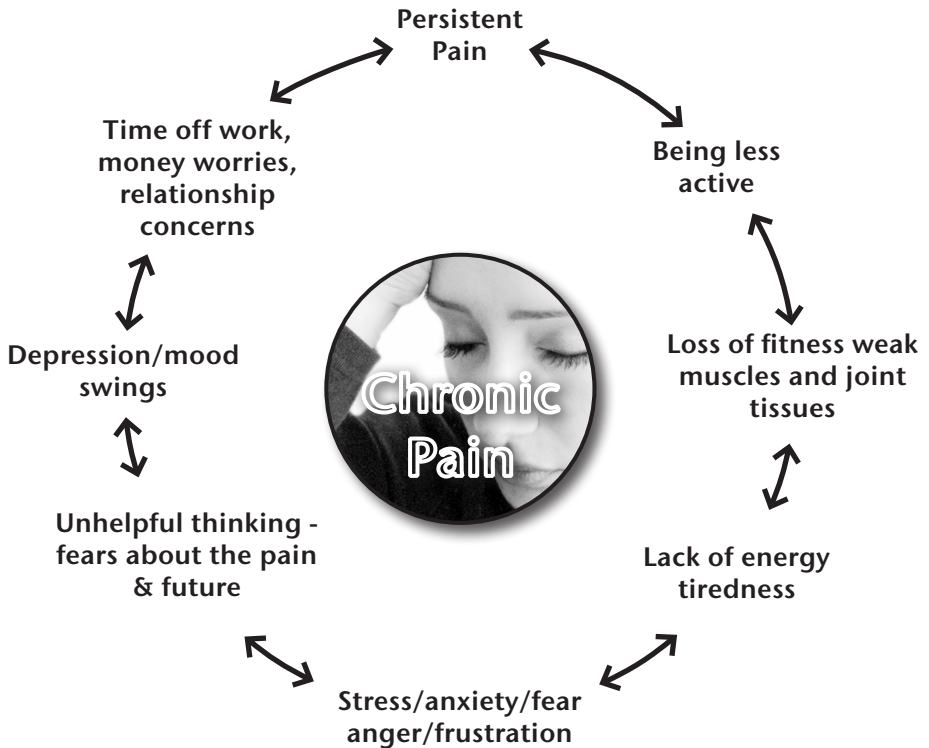 Persistent
Pain
Being less
active
Loss of fitness weak
muscles and joint
tissues
Lack of energy
tiredness
Stress/anxiety/fear
anger/frustration
Unhelpful thinking -
fears about the pain
& future
Depression/mood
swings
Time off work,
money worries,
relationship
concerns
Chronic
Pain